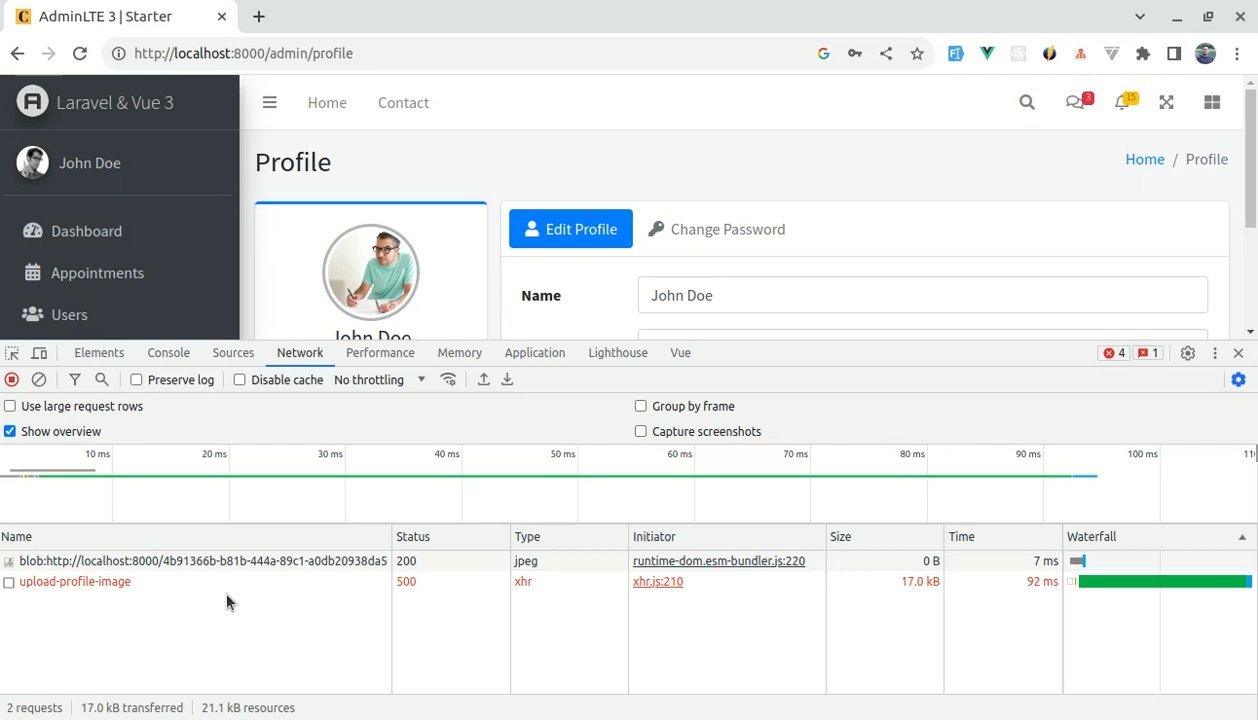 AdminLTE 3 | Starter
http://localhost:8000/admin/profile
Laravel & Vue 3
Home Contact
3 15
John Doe
Profile
Home / Profile
Dashboard
Appointments
Users
John Doe
Edit Profile Change Password
Name John Doe
Elements Console Sources Network Performance Memory Application Lighthouse Vue 4 1
Preserve log Disable cache No throttling
Use large request rows Group by frame
Show overview Capture screenshots
10 ms 20 ms 30 ms 40 ms 50 ms 60 ms 70 ms 80 ms 90 ms 100 ms
Name Status Type Initiator Size Time Waterfall
blob:http://localhost:8000/4b91366b-b81b-444a-89c1-a0db20938da5 200 jpeg runtime-dom.esm-bundler.js:220 0 B 7 ms
upload-profile-image 500 xhr xhr.js:210 17.0 kB 92 ms
2 requests 17.0 kB transferred 21.1 kB resources